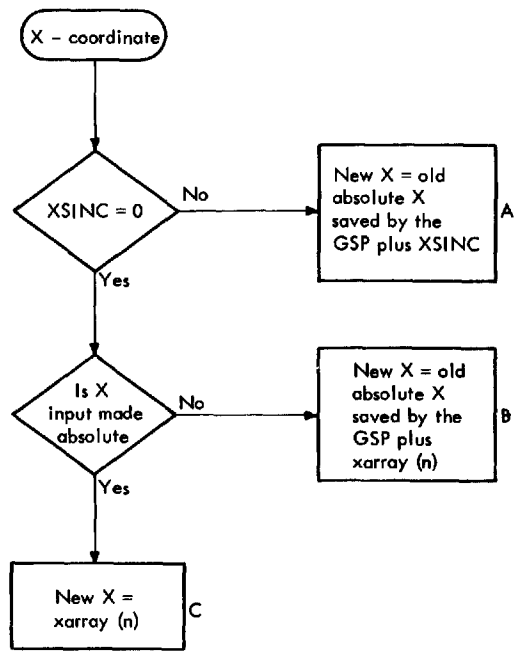 X - coordinate
XSINC = 0
No
New X = old
absolute X
saved by the
GSP plus XSINC
A
Yes
Is X
input made
absolute
No
New X = old
absolute X
saved by the
GSP plus
xarray (n)
B
Yes
New X =
xarray (n)
C